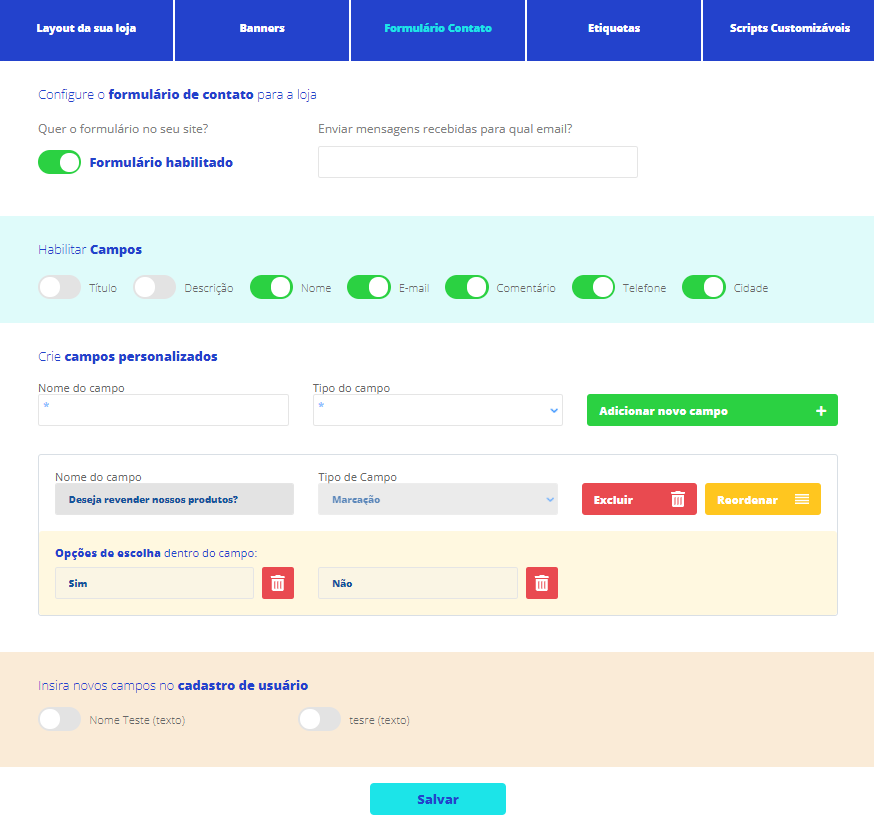 Layout da sua loja
Banners
Formulário Contato
Etiquetas
Scripts Customizáveis
Configure o formulário de contato para a loja
Quer o formulário no seu site?
Enviar mensagens recebidas para qual email?
Formulário habilitado
Habilitar Campos
Título
Descrição
Nome
E-mail
Comentário
Telefone
Cidade
Crie campos personalizados
Nome do campo
Tipo do campo
*
*
Adicionar novo campo +
Nome do campo
Tipo de Campo
Deseja revender nossos produtos?
Marcação
Excluir
Reordenar
Opções de escolha dentro do campo:
Sim
Não
Insira novos campos no cadastro de usuário
Nome Teste (texto)
tesre (texto)
Salvar